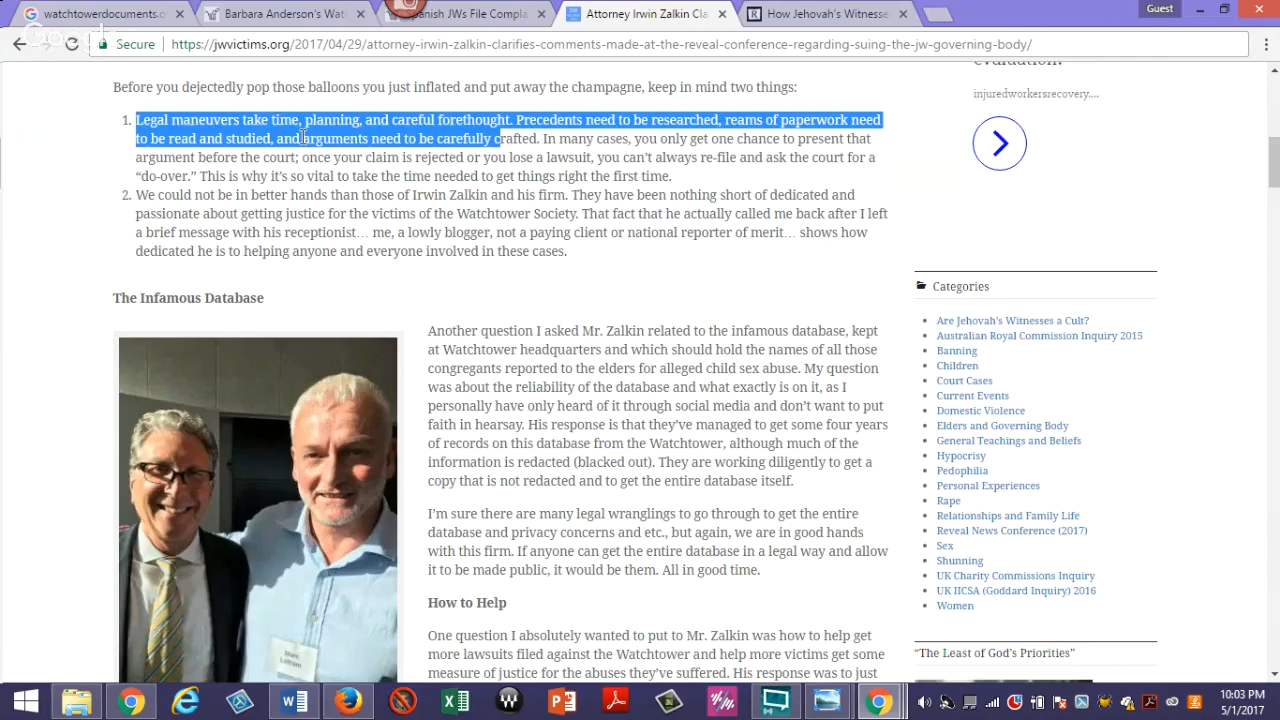 watchtowerdocuments
Barbara Anderson's Wat
Spanish JWs File Compla
Attorney Irwin Zalkin Cla
How Jehovah's Witnesse
Guest
Secure
https://jwvictims.org/2017/04/29/attorney-irwin-zalkin-clarifies-comments-made-at-the-reveal-conference-regarding-suing-the-jw-governing-body/
Before you dejectedly pop those balloons you just inflated and put away the champagne, keep in mind two things:
1. Legal maneuvers take time, planning, and careful forethought. Precedents need to be researched, reams of paperwork need
to be read and studied, and arguments need to be carefully crafted. In many cases, you only get one chance to present that
argument before the court; once your claim is rejected or you lose a lawsuit, you can't always re-file and ask the court for a
“do-over.” This is why it's so vital to take the time needed to get things right the first time.
2. We could not be in better hands than those of Irwin Zalkin and his firm. They have been nothing short of dedicated and
passionate about getting justice for the victims of the Watchtower Society. That fact that he actually called me back after I left
a brief message with his receptionist… me, a lowly blogger, not a paying client or national reporter of merit… shows how
dedicated he is to helping anyone and everyone involved in these cases.
The Infamous Database
Another question I asked Mr. Zalkin related to the infamous database, kept
at Watchtower headquarters and which should hold the names of all those
congregants reported to the elders for alleged child sex abuse. My question
was about the reliability of the database and what exactly is on it, as I
personally have only heard of it through social media and don't want to put
faith in hearsay. His response is that they've managed to get some four years
of records on this database from the Watchtower, although much of the
information is redacted (blacked out). They are working diligently to get a
copy that is not redacted and to get the entire database itself.
I'm sure there are many legal wranglings to go through to get the entire
database and privacy concerns and etc., but again, we are in good hands
with this firm. If anyone can get the entire database in a legal way and allow
it to be made public, it would be them. All in good time.
How to Help
One question I absolutely wanted to put to Mr. Zalkin was how to help get
more lawsuits filed against the Watchtower and help more victims get some
measure of justice for the abuses they've suffered. His response was to just
evaluation!
injuredworkersrecovery....
Categories
Are Jehovah's Witnesses a Cult?
Australian Royal Commission Inquiry 2015
Banning
Children
Court Cases
Current Events
Domestic Violence
Elders and Governing Body
General Teachings and Beliefs
Hypocrisy
Pedophilia
Personal Experiences
Rape
Relationships and Family Life
Reveal News Conference (2017)
Sex
Shunning
UK Charity Commissions Inquiry
UK IICSA (Goddard Inquiry) 2016
Women
“The Least of God's Priorities”
10:03 PM
5/1/2017